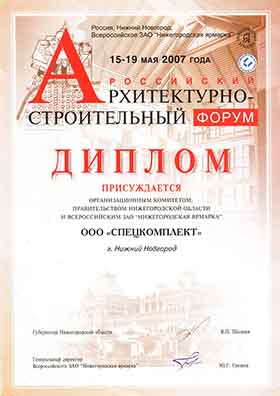 Россия, Нижний Новгород,
Всероссийское ЗАО "Нижегородская ярмарка"
15-19 МАЯ 2007 ГОДА
РОССИЙСКИЙ
АРХИТЕКТУРНО-
СТРОИТЕЛЬНЫЙ ФОРУМ
ДИПЛОМ
ПРИСУЖДАЕТСЯ
ОРГАНИЗАЦИОННЫМ КОМИТЕТОМ,
ПРАВИТЕЛЬСТВОМ НИЖЕГОРОДСКОЙ ОБЛАСТИ
И ВСЕРОССИЙСКИМ ЗАО "НИЖЕГОРОДСКАЯ ЯРМАРКА"
ООО «СПЕЦКОМПЛЕКТ»
г. Нижний Новгород
Губернатор Нижегородской области В.П. Шанцев
Генеральный директор
Всероссийского ЗАО "Нижегородская ярмарка"